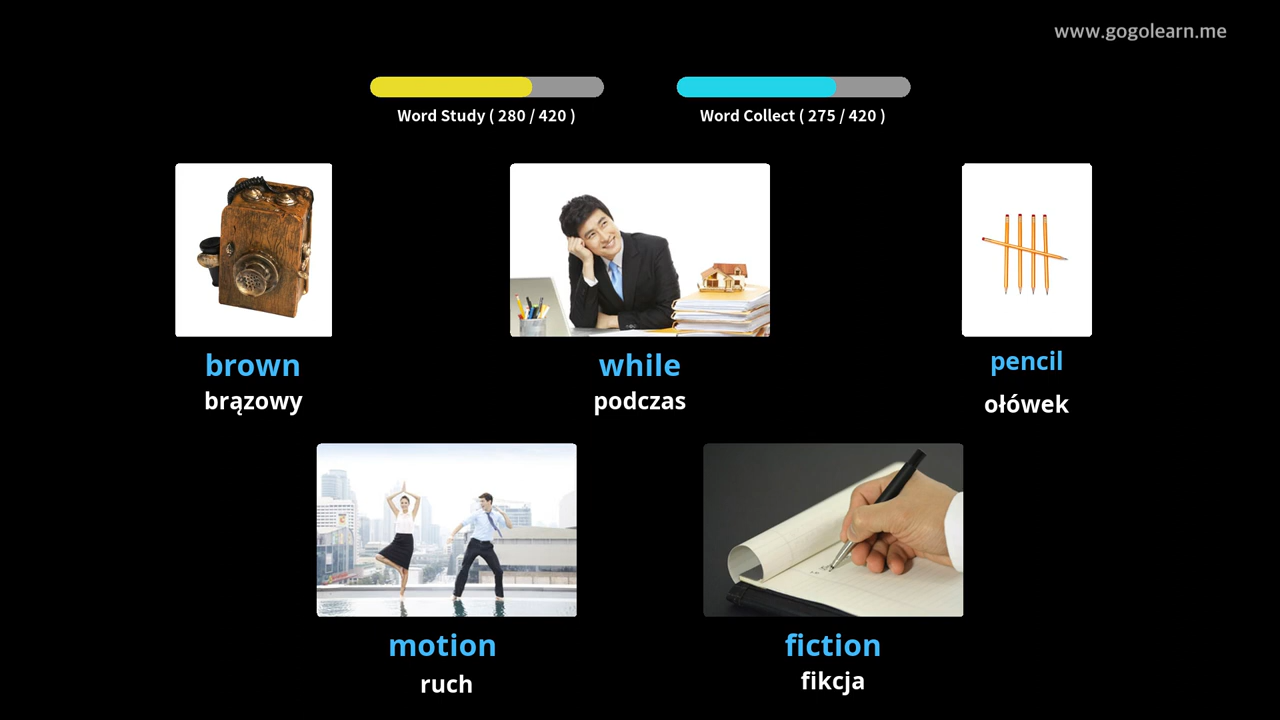 www.gogolearn.me
Word Study ( 280 / 420 )
Word Collect ( 275 / 420 )
brown
brązowy
while
podczas
pencil
ołówek
motion
ruch
fiction
fikcja